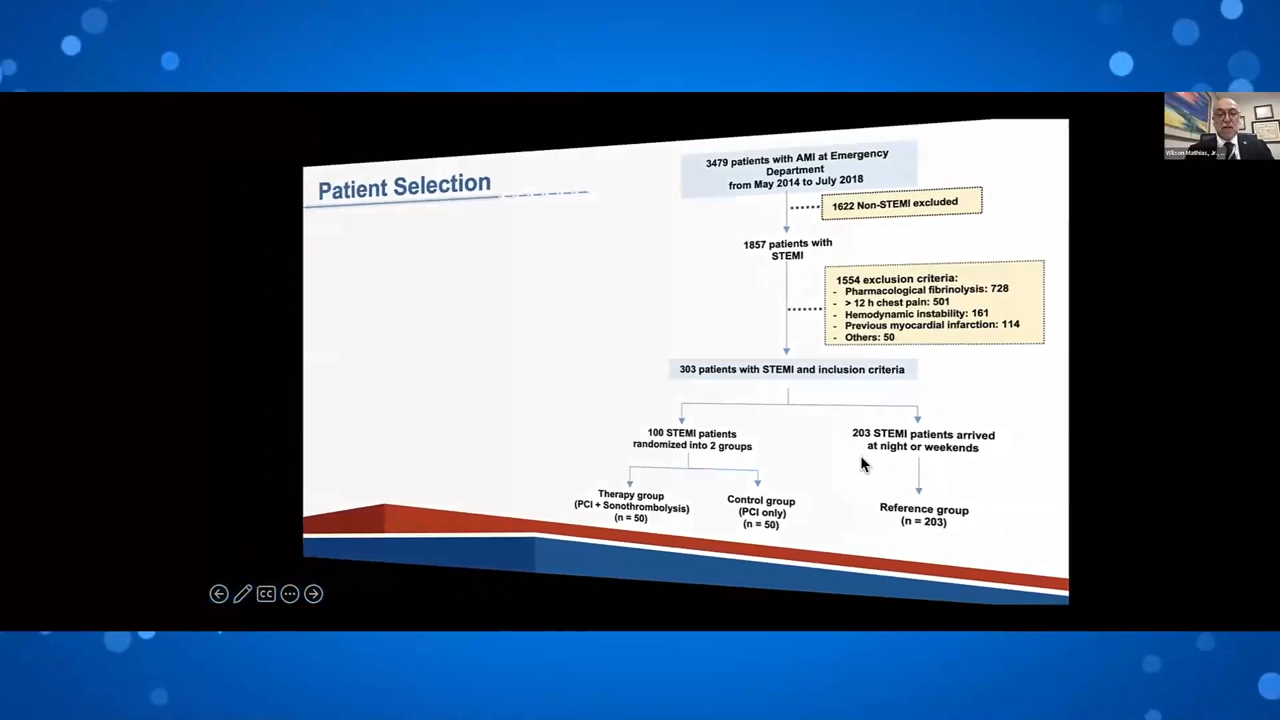 Patient Selection
3479 patients with AMI at Emergency
Department
from May 2014 to July 2018
1622 Non-STEMI excluded
1857 patients with
STEMI
1554 exclusion criteria:
- Pharmacological fibrinolysis: 728
- > 12 h chest pain: 501
- Hemodynamic instability: 161
- Previous myocardial infarction: 114
- Others: 50
303 patients with STEMI and inclusion criteria
100 STEMI patients
randomized into 2 groups
203 STEMI patients arrived
at night or weekends
Therapy group
(PCI + Sonothrombolysis)
(n = 50)
Control group
(PCI only)
(n = 50)
Reference group
(n = 203)
CC
Wilson Mathias, Jr., ...